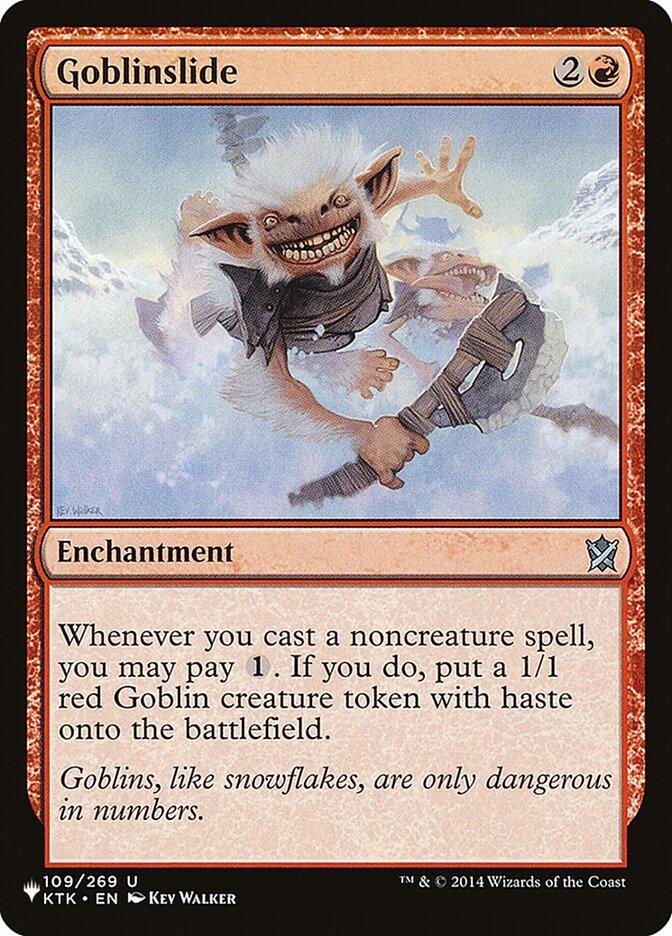 Goblinslide 2
KEV WALKER
Enchantment
Whenever you cast a noncreature spell,
you may pay 1. If you do, put a 1/1
red Goblin creature token with haste
onto the battlefield.
Goblins, like snowflakes, are only dangerous
in numbers.
109/269 U
KTK • EN Kev Walker
™ & © 2014 Wizards of the Coast